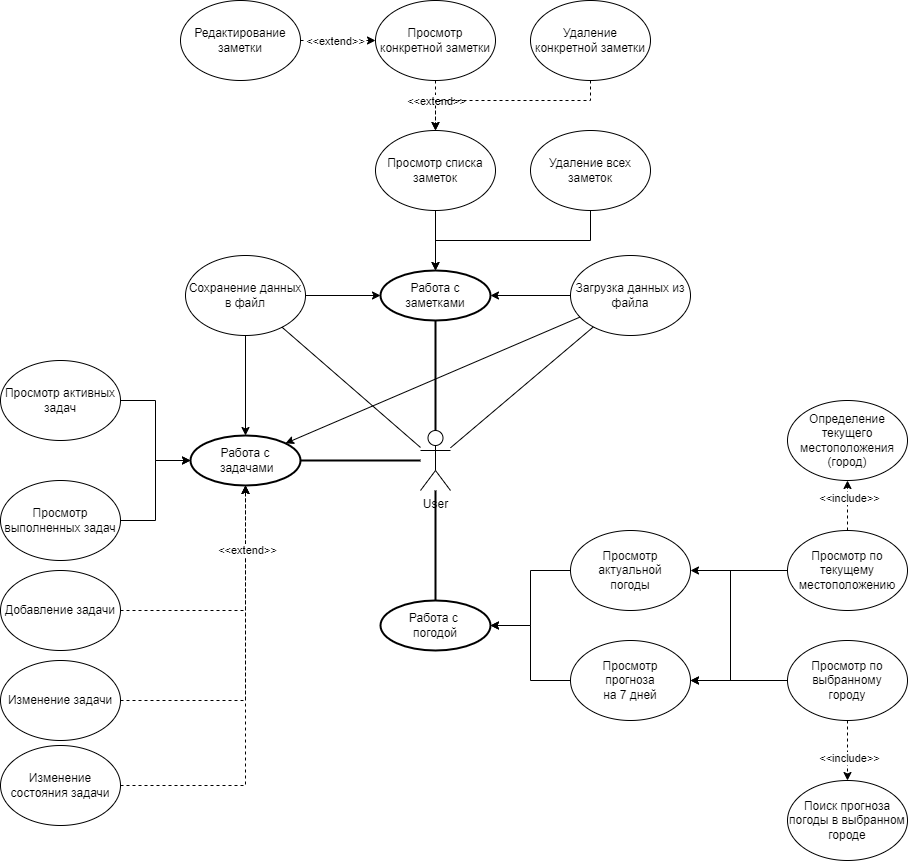 Редактирование
заметки
<<extend>>
Просмотр
конкретной заметки
Удаление
конкретной заметки
<<extend>>
Просмотр списка
заметок
Удаление всех
заметок
Сохранение данных
в файл
Работа с
заметками
Загрузка данных из
файла
Просмотр активных
задач
Работа с
задачами
User
Просмотр
выполненных задач
<<extend>>
Добавление задачи
Изменение задачи
Изменение
состояния задачи
Работа с
погодой
Просмотр
актуальной
погоды
Просмотр
прогноза
на 7 дней
Определение
текущего
местоположения
(город)
<<include>>
Просмотр по
текущему
местоположению
Просмотр по
выбранному
городу
<<include>>
Поиск прогноза
погоды в выбранном
городе